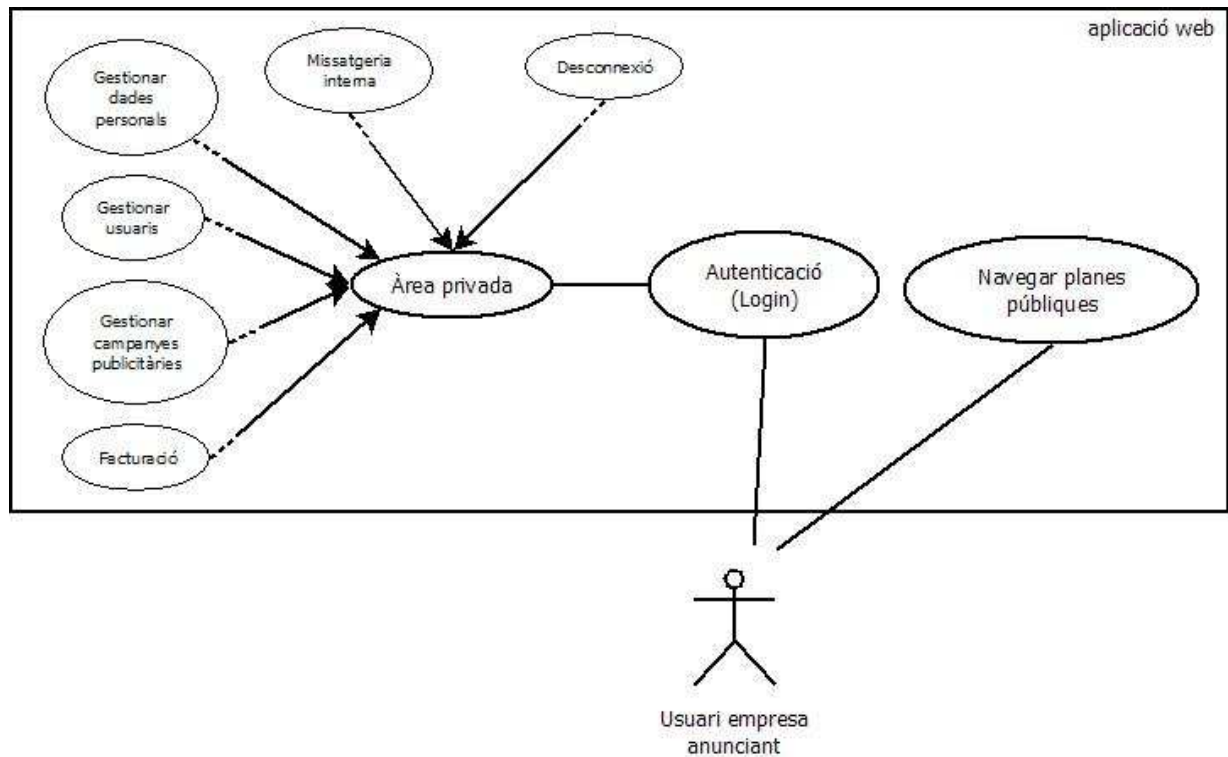 aplicació web
Gestionar
dades
personals
Missatgeria
interna
Desconnexió
Gestionar
usuaris
Àrea privada
Autenticació
(Login)
Navegar planes
públiques
Gestionar
campanyes
publicitàries
Facturació
Usuari empresa
anunciant